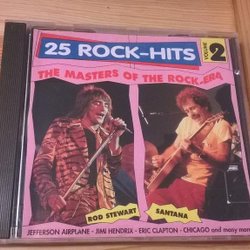 25 ROCK-HITS
VOLUME 2
THE MASTERS OF THE ROCK-ERA
ROD STEWART
SANTANA
JEFFERSON AIRPLANE - JIMI HENDRIX - ERIC CLAPTON - CHICAGO and many more